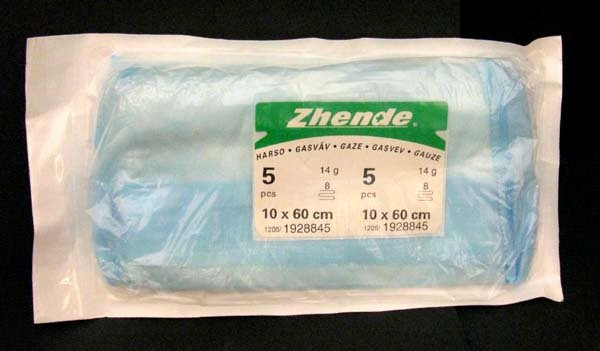 Zhende®
HARSO • GASVÄV • GAZE • GASVEV • GAUZE
5 14 g 5 14 g
pcs 8 pcs 8
10 x 60 cm 10 x 60 cm
1205/ 1928845 1205/ 1928845